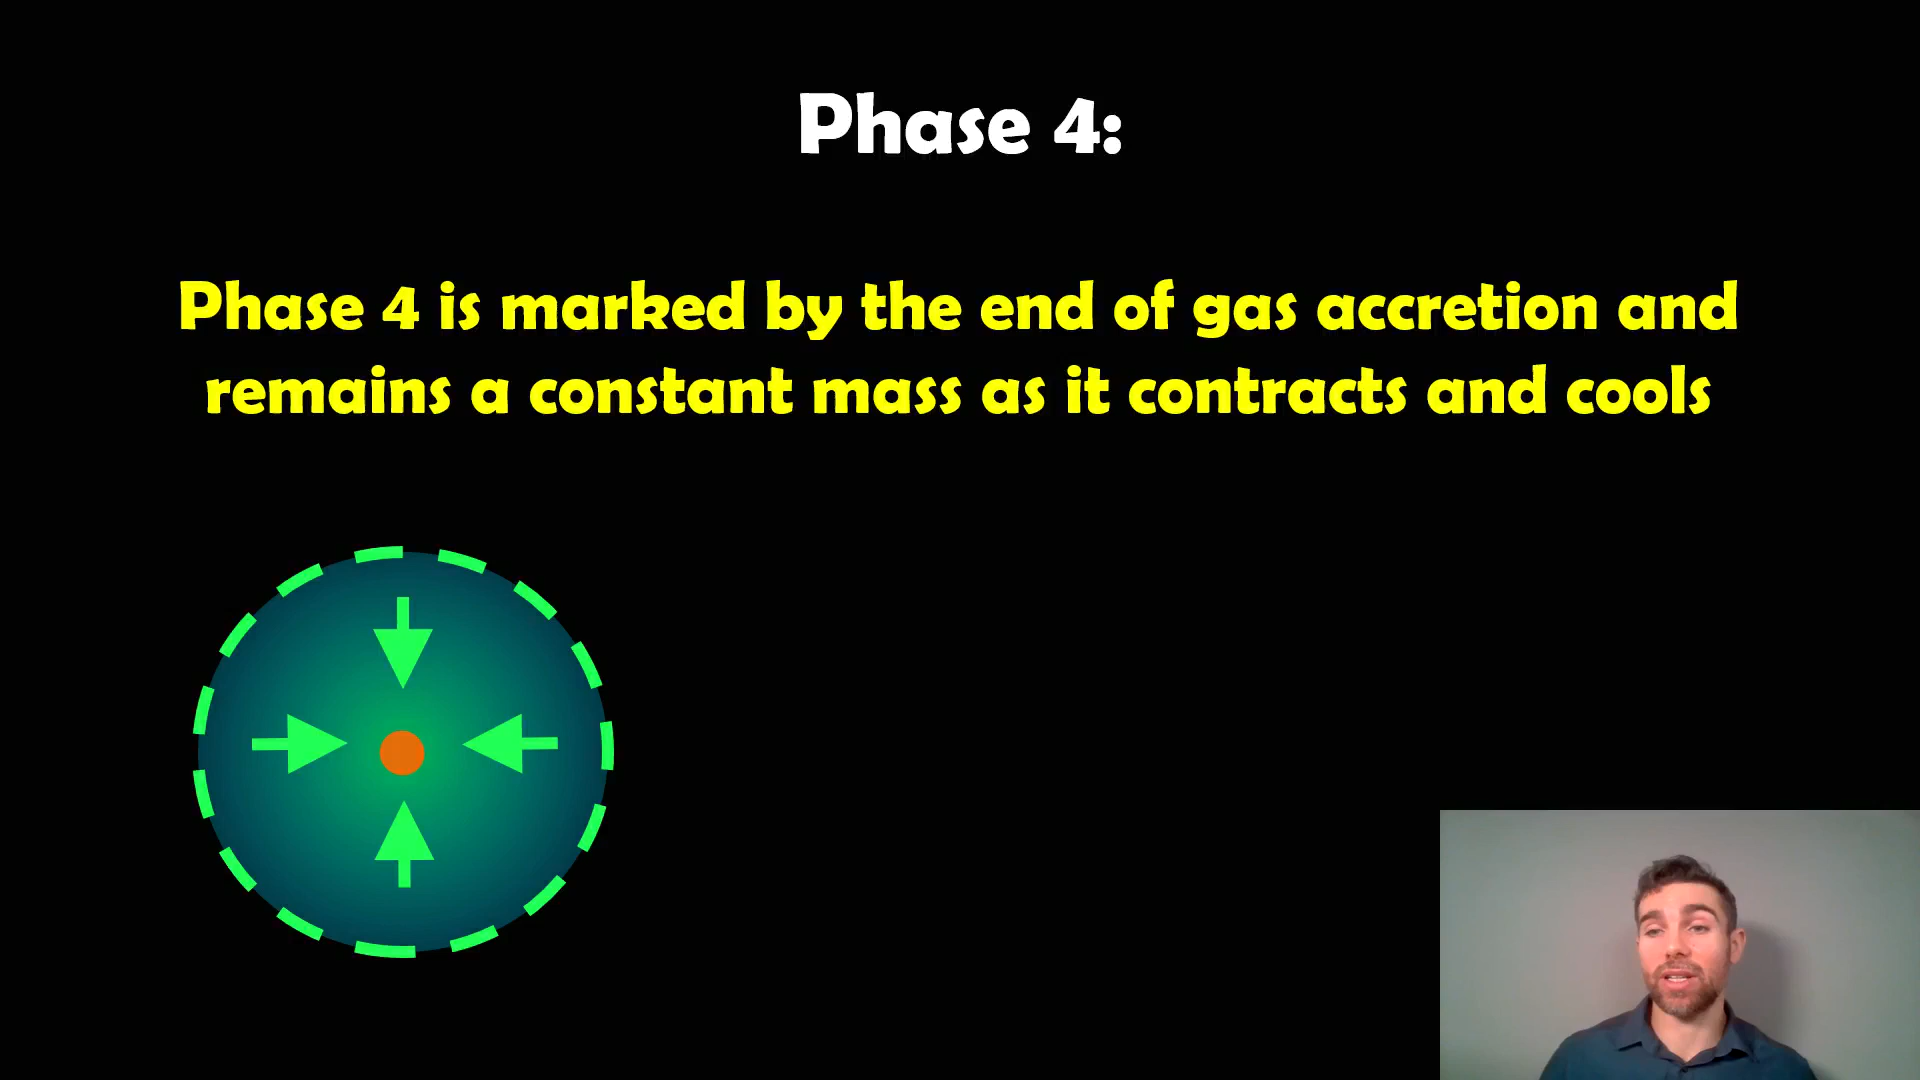 Phase 4:
Phase 4 is marked by the end of gas accretion and
remains a constant mass as it contracts and cools